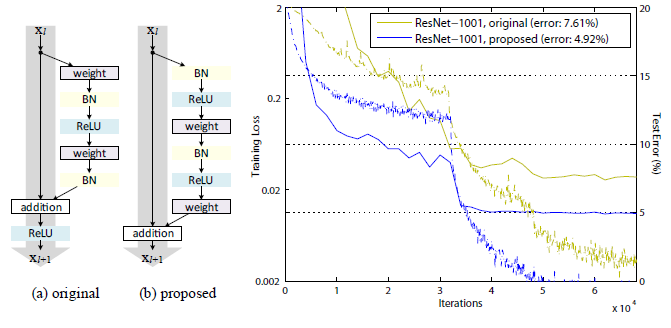 x_l
weight
BN
ReLU
weight
BN
addition
ReLU
x_{l+1}
(a) original
x_l
BN
ReLU
weight
BN
ReLU
weight
addition
x_{l+1}
(b) proposed
ResNet−1001, original (error: 7.61%)
ResNet−1001, proposed (error: 4.92%)
Training Loss
2
0.2
0.02
0.002
Test Error (%)
20
15
10
5
0
0 1 2 3 4 5 6
Iterations
x 10^4